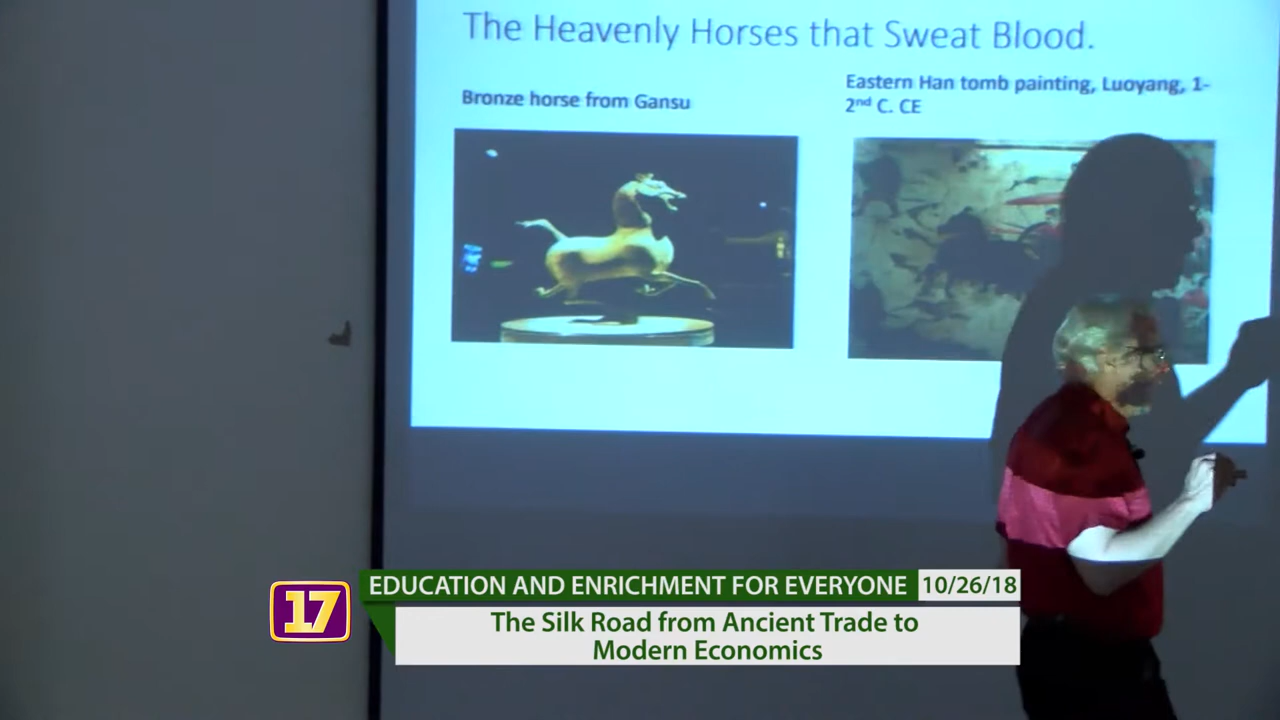 The Heavenly Horses that Sweat Blood.
Bronze horse from Gansu
Eastern Han tomb painting, Luoyang, 1-
2nd C. CE
17
EDUCATION AND ENRICHMENT FOR EVERYONE
10/26/18
The Silk Road from Ancient Trade to
Modern Economics